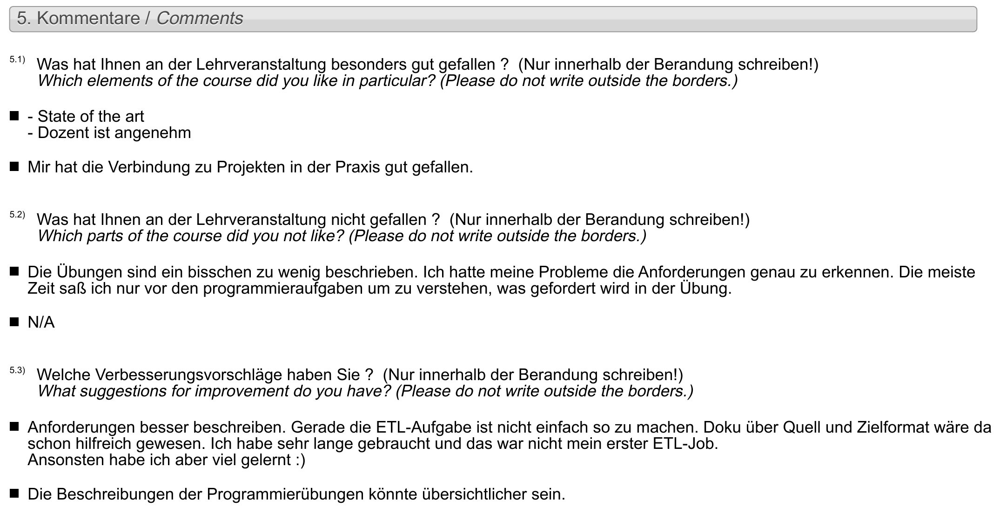 5. Kommentare / Comments
5.1) Was hat Ihnen an der Lehrveranstaltung besonders gut gefallen ?  (Nur innerhalb der Berandung schreiben!)
Which elements of the course did you like in particular? (Please do not write outside the borders.)
■ - State of the art
- Dozent ist angenehm
■ Mir hat die Verbindung zu Projekten in der Praxis gut gefallen.
5.2) Was hat Ihnen an der Lehrveranstaltung nicht gefallen ?  (Nur innerhalb der Berandung schreiben!)
Which parts of the course did you not like? (Please do not write outside the borders.)
■ Die Übungen sind ein bisschen zu wenig beschrieben. Ich hatte meine Probleme die Anforderungen genau zu erkennen. Die meiste
Zeit saß ich nur vor den programmieraufgaben um zu verstehen, was gefordert wird in der Übung.
■ N/A
5.3) Welche Verbesserungsvorschläge haben Sie ?  (Nur innerhalb der Berandung schreiben!)
What suggestions for improvement do you have? (Please do not write outside the borders.)
■ Anforderungen besser beschreiben. Gerade die ETL-Aufgabe ist nicht einfach so zu machen. Doku über Quell und Zielformat wäre da
schon hilfreich gewesen. Ich habe sehr lange gebraucht und das war nicht mein erster ETL-Job.
Ansonsten habe ich aber viel gelernt :)
■ Die Beschreibungen der Programmierübungen könnte übersichtlicher sein.